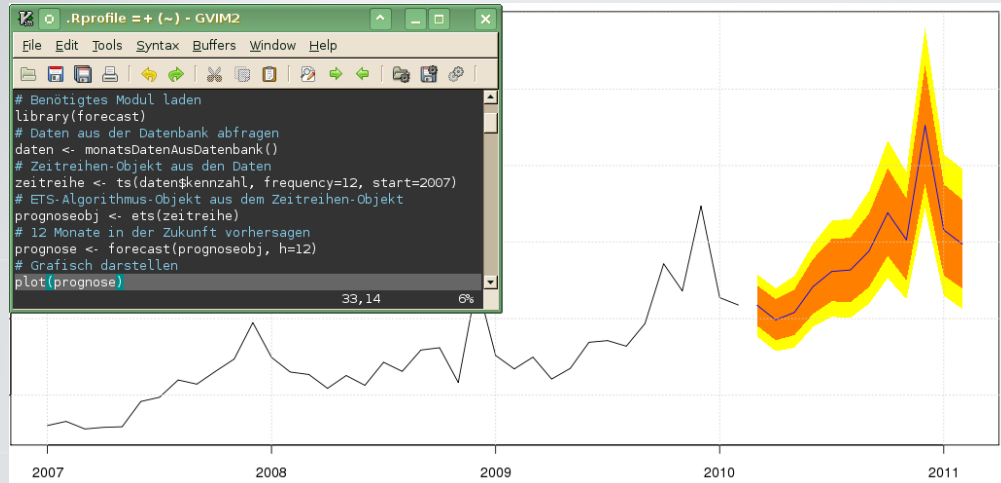 .Rprofile =+ (~) - GVIM2
File Edit Tools Syntax Buffers Window Help
# Benötigtes Modul laden
library(forecast)
# Daten aus der Datenbank abfragen
daten <- monatsDatenAusDatenbank()
# Zeitreihen-Objekt aus den Daten
zeitreihe <- ts(daten$kennzahl, frequency=12, start=2007)
# ETS-Algorithmus-Objekt aus dem Zeitreihen-Objekt
prognoseobj <- ets(zeitreihe)
# 12 Monate in der Zukunft vorhersagen
prognose <- forecast(prognoseobj, h=12)
# Grafisch darstellen
plot(prognose)
33,14 6%
2007 2008 2009 2010 2011